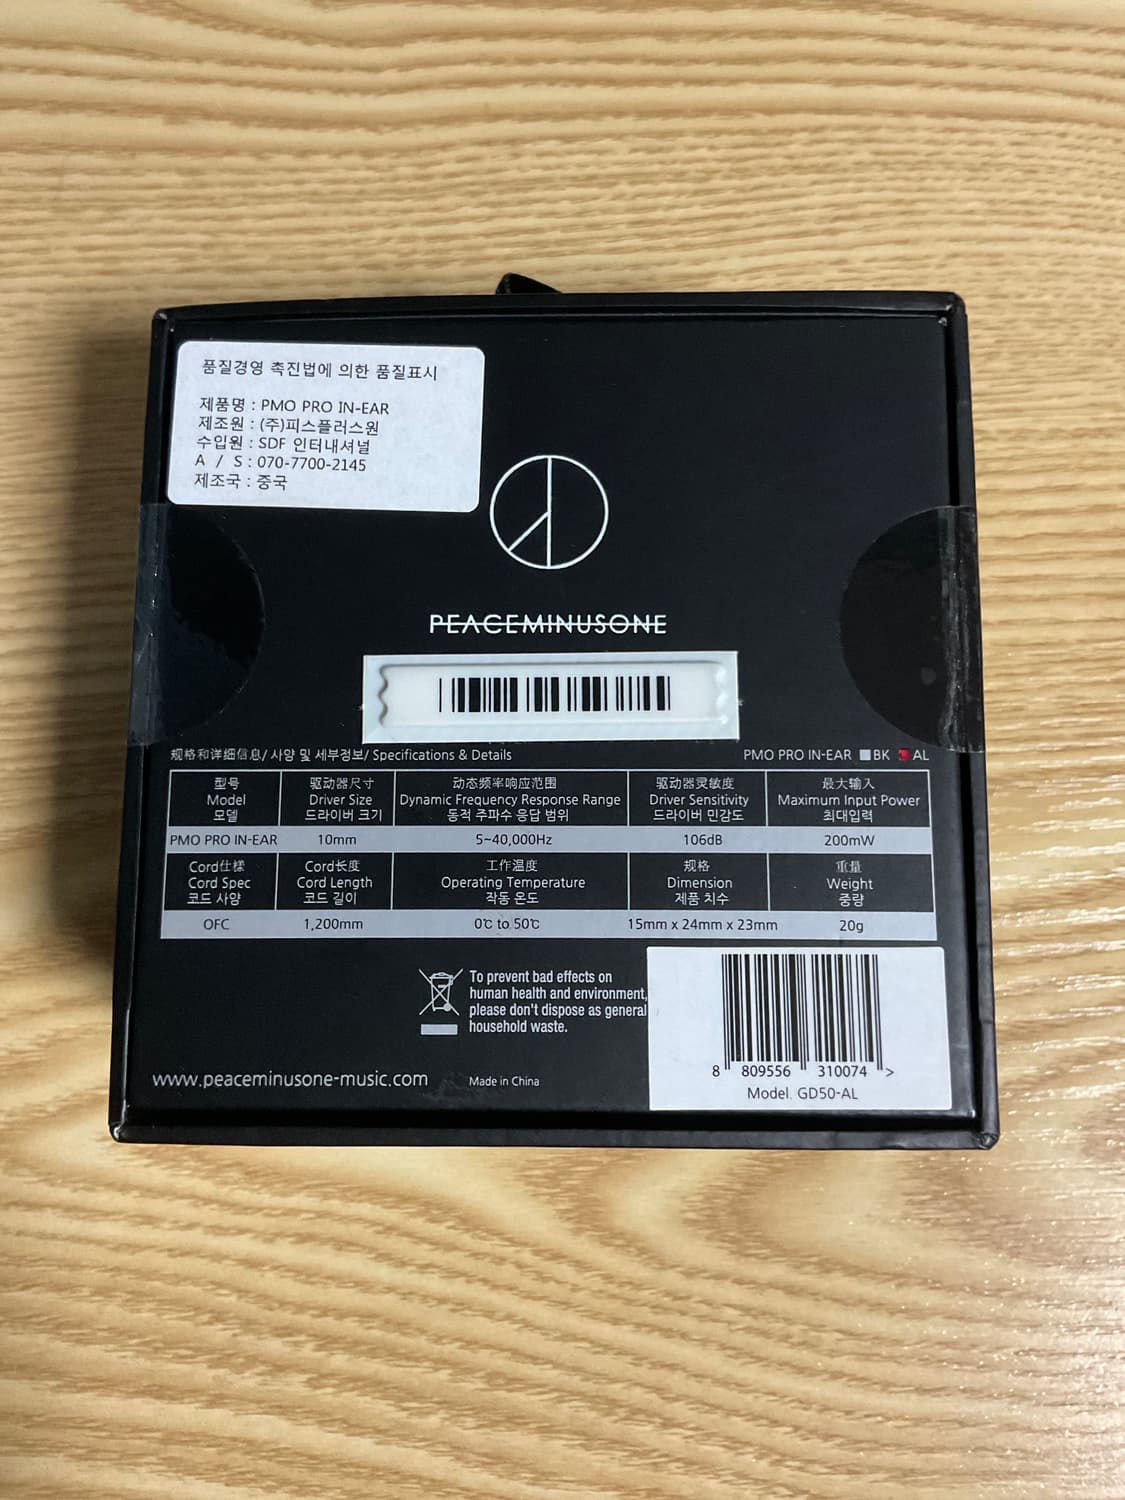 품질경영 촉진법에 의한 품질표시
제품명 : PMO PRO IN-EAR
제조원 : (주)피스플러스원
수입원 : SDF 인터내셔널
A / S : 070-7700-2145
제조국 : 중국
PEACEMINUSONE
规格和详细信息/ 사양 및 세부정보/ Specifications & Details
PMO PRO IN-EAR BK AL
型号
Model
모델
驱动器尺寸
Driver Size
드라이버 크기
动态频率响应范围
Dynamic Frequency Response Range
동적 주파수 응답 범위
驱动器灵敏度
Driver Sensitivity
드라이버 민감도
最大输入
Maximum Input Power
최대입력
PMO PRO IN-EAR 10mm 5~40,000Hz 106dB 200mW
Cord仕様
Cord Spec
코드 사양
Cord长度
Cord Length
코드 길이
工作温度
Operating Temperature
작동 온도
规格
Dimension
제품 치수
重量
Weight
중량
OFC 1,200mm 0℃ to 50℃ 15mm x 24mm x 23mm 20g
To prevent bad effects on
human health and environment,
please don't dispose as general
household waste.
www.peaceminusone-music.com
Made in China
8 809556 310074 >
Model. GD50-AL